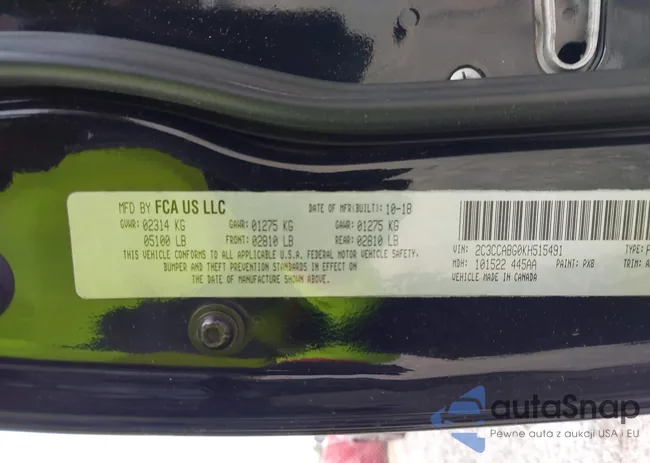 MFD BY FCA US LLC
DATE OF MFR(BUILT): 10-18
GVWR: 02314 KG GAWR: 01275 KG GAWR: 01275 KG
05100 LB FRONT: 02810 LB REAR: 02810 LB
THIS VEHICLE CONFORMS TO ALL APPLICABLE U.S.A. FEDERAL MOTOR VEHICLE SAFETY,
BUMPER AND THEFT PREVENTION STANDARDS IN EFFECT ON
THE DATE OF MANUFACTURE SHOWN ABOVE.
VIN: 2C3CCABG0KH515491 TYPE:
MDH: 101522 445AA PAINT: PX8 TRIM: A
VEHICLE MADE IN CANADA
autaSnap
Pewne auta z aukcji USA i EU